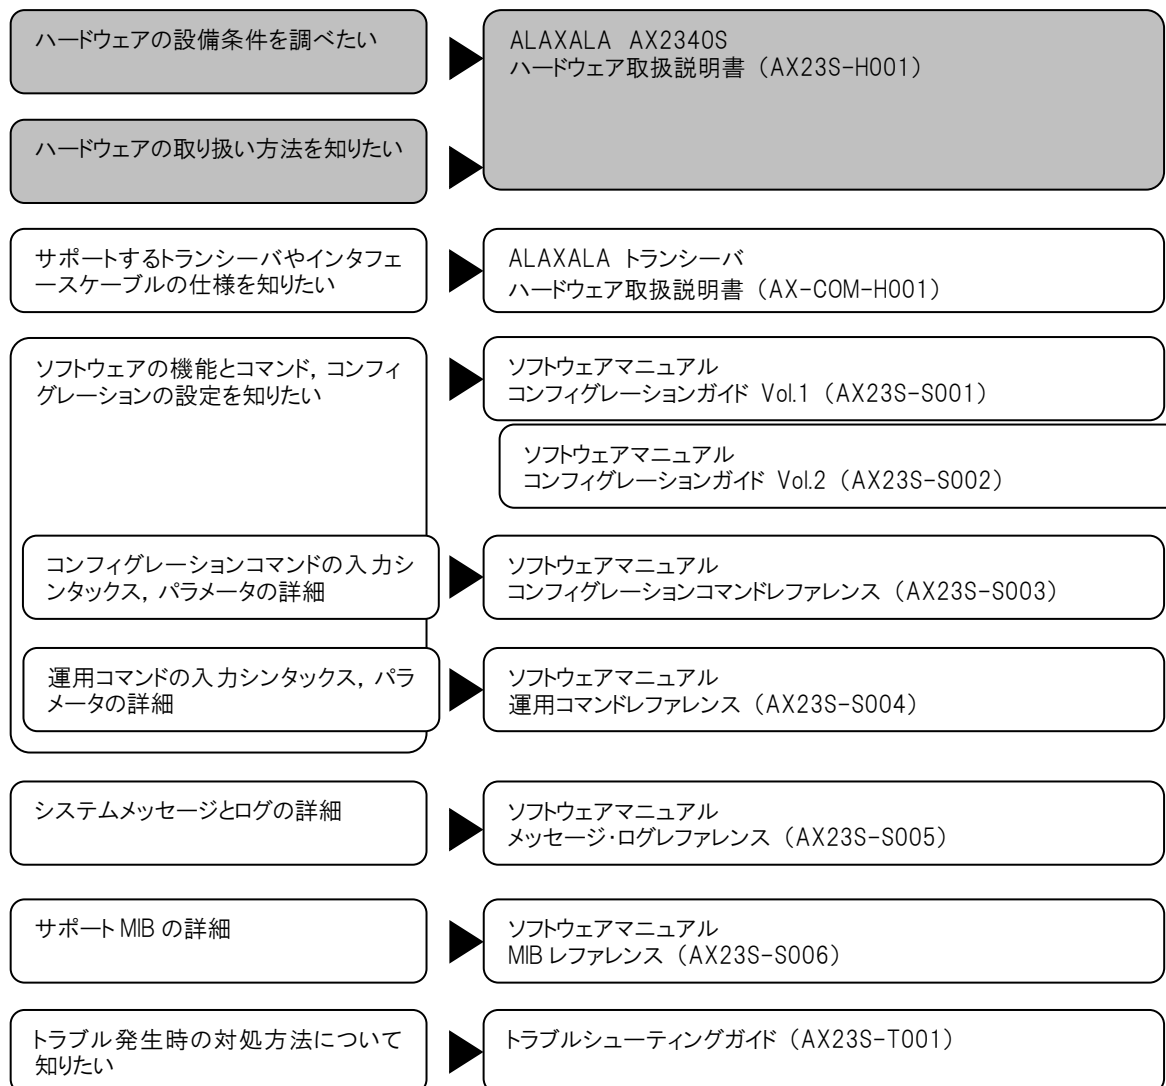 ハードウェアの設備条件を調べたい
ALAXALA AX2340S
ハードウェア取扱説明書 (AX23S-H001)
ハードウェアの取り扱い方法を知りたい
サポートするトランシーバやインタフェ
ースケーブルの仕様を知りたい
ALAXALA トランシーバ
ハードウェア取扱説明書 (AX-COM-H001)
ソフトウェアの機能とコマンド, コンフィ
グレーションの設定を知りたい
ソフトウェアマニュアル
コンフィグレーションガイド Vol.1 (AX23S-S001)
ソフトウェアマニュアル
コンフィグレーションガイド Vol.2 (AX23S-S002)
コンフィグレーションコマンドの入力シ
ンタックス, パラメータの詳細
ソフトウェアマニュアル
コンフィグレーションコマンドレファレンス (AX23S-S003)
運用コマンドの入力シンタックス, パラ
メータの詳細
ソフトウェアマニュアル
運用コマンドレファレンス (AX23S-S004)
システムメッセージとログの詳細
ソフトウェアマニュアル
メッセージ・ログレファレンス (AX23S-S005)
サポート MIB の詳細
ソフトウェアマニュアル
MIB レファレンス (AX23S-S006)
トラブル発生時の対処方法について
知りたい
トラブルシューティングガイド (AX23S-T001)